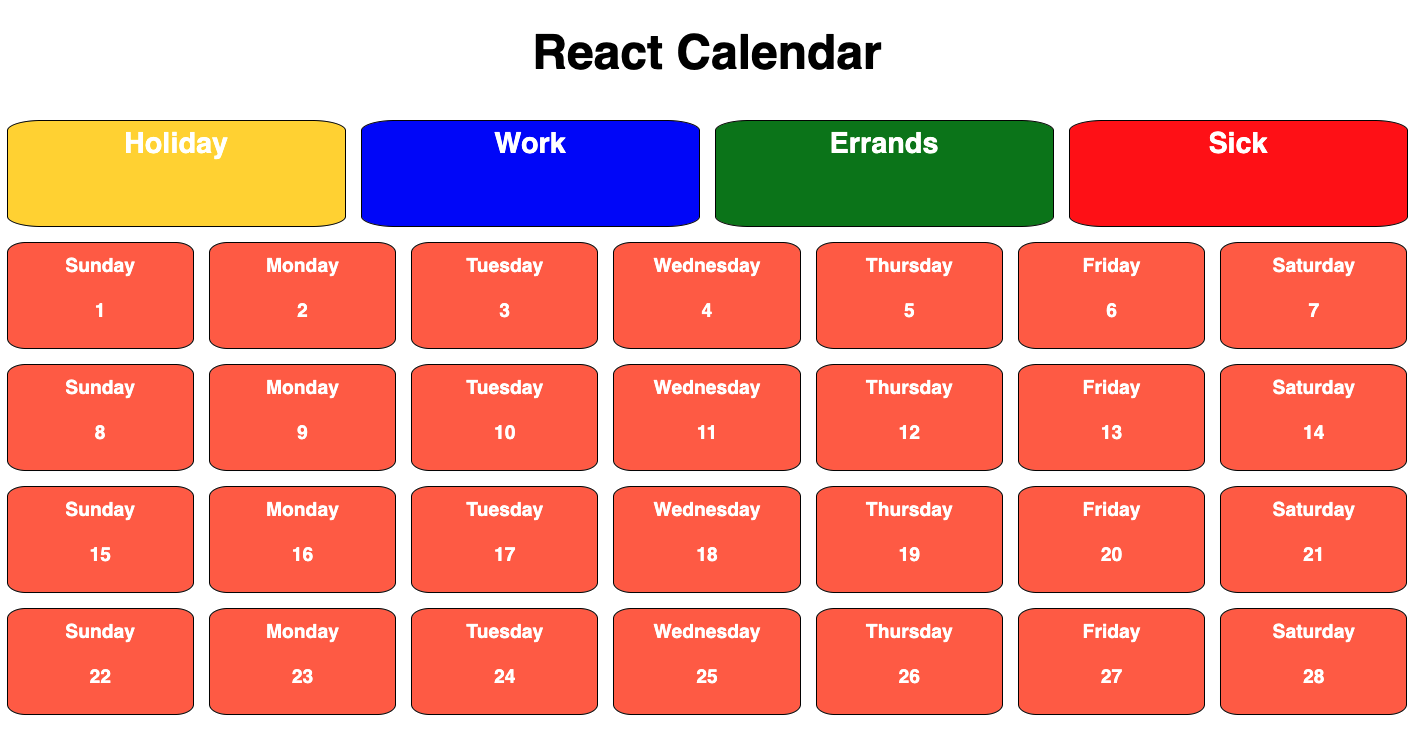 React Calendar
Holiday Work Errands Sick
Sunday Monday Tuesday Wednesday Thursday Friday Saturday
1 2 3 4 5 6 7
Sunday Monday Tuesday Wednesday Thursday Friday Saturday
8 9 10 11 12 13 14
Sunday Monday Tuesday Wednesday Thursday Friday Saturday
15 16 17 18 19 20 21
Sunday Monday Tuesday Wednesday Thursday Friday Saturday
22 23 24 25 26 27 28